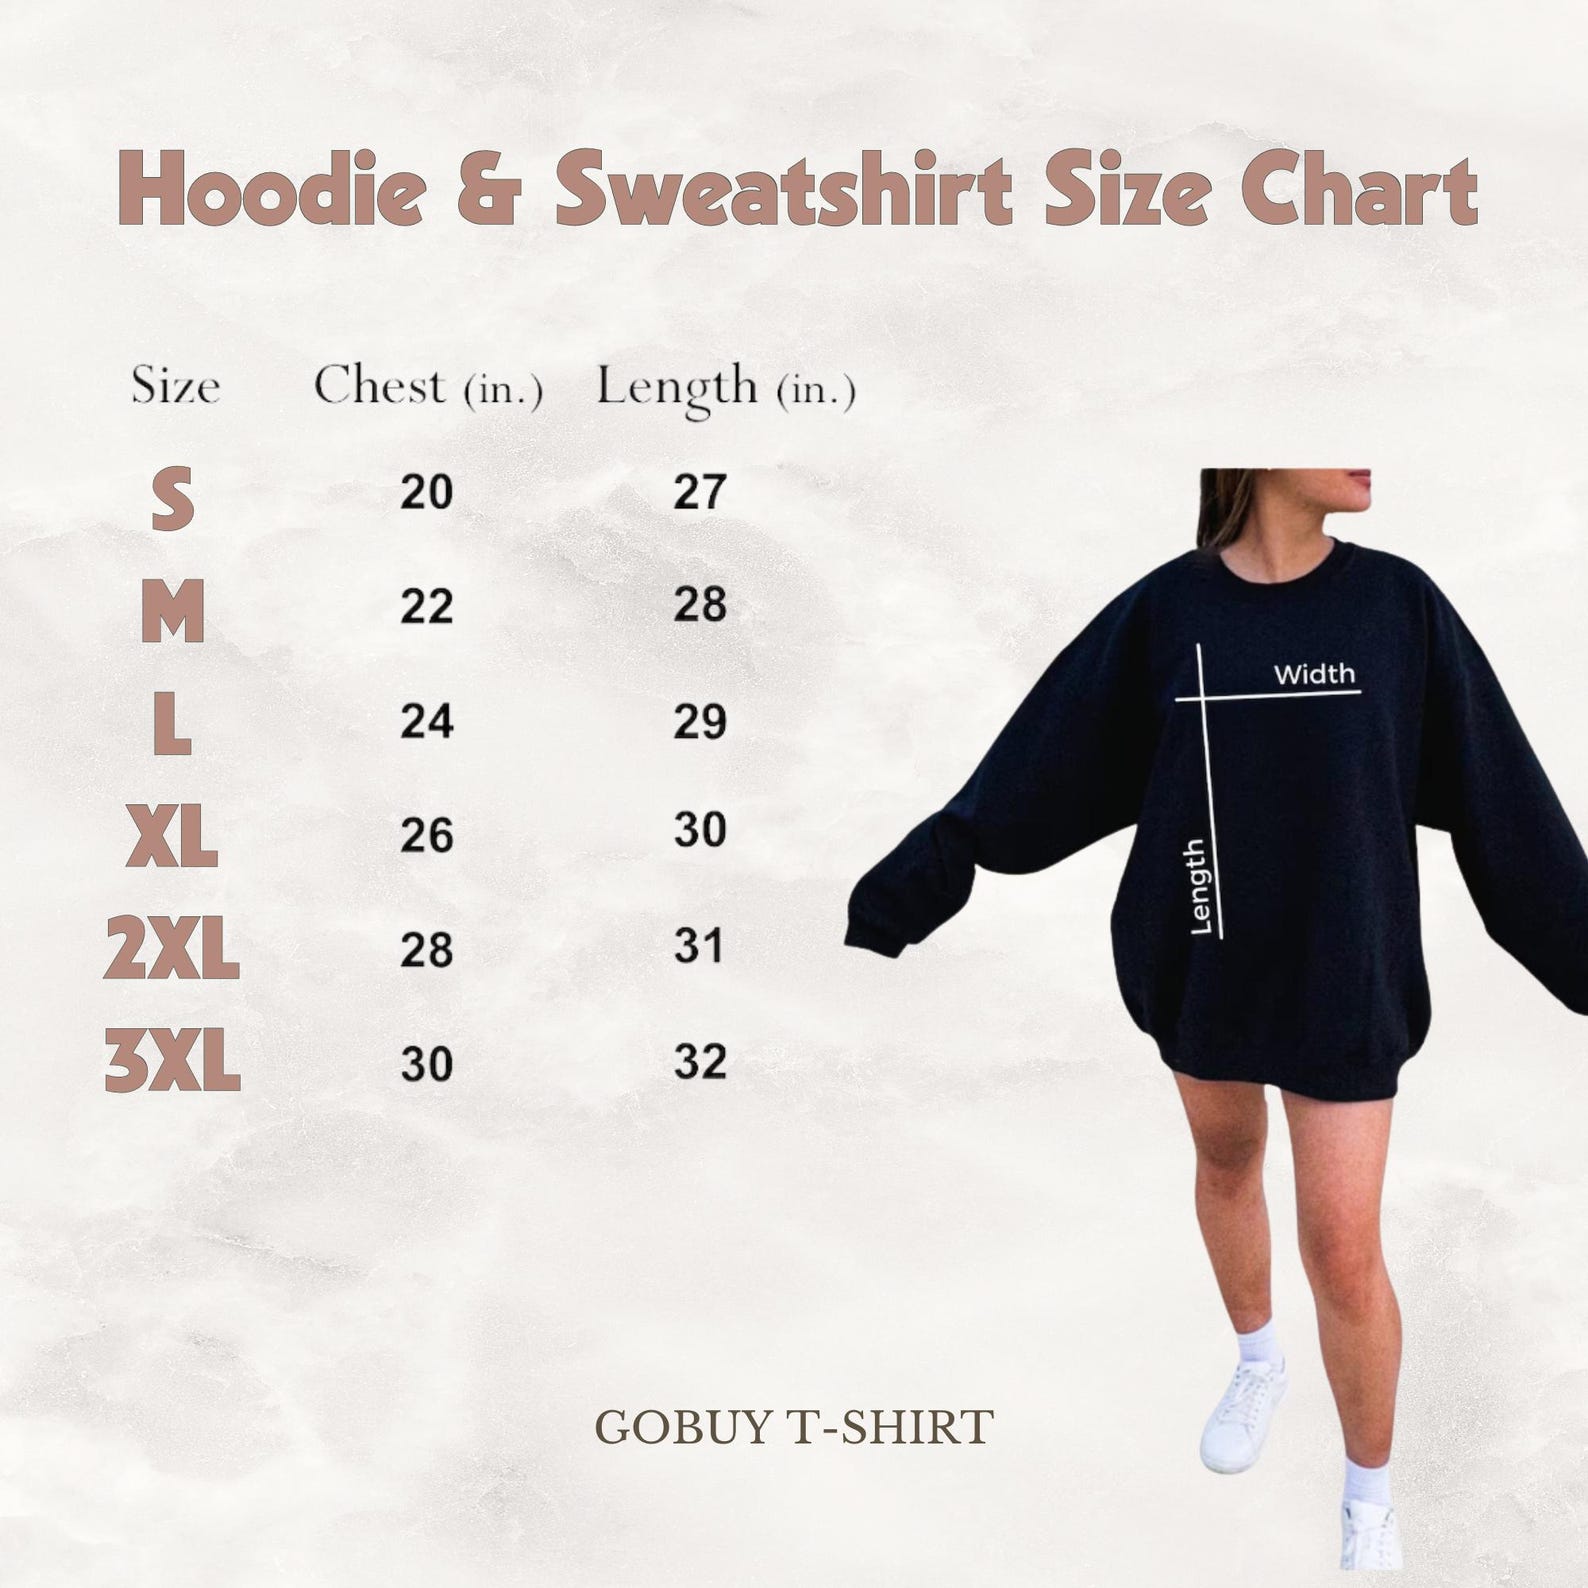 Hoodie & Sweatshirt Size Chart
Size Chest (in.) Length (in.)
S 20 27
M 22 28
L 24 29
XL 26 30
2XL 28 31
3XL 30 32
Width
Length
GOBUY T-SHIRT